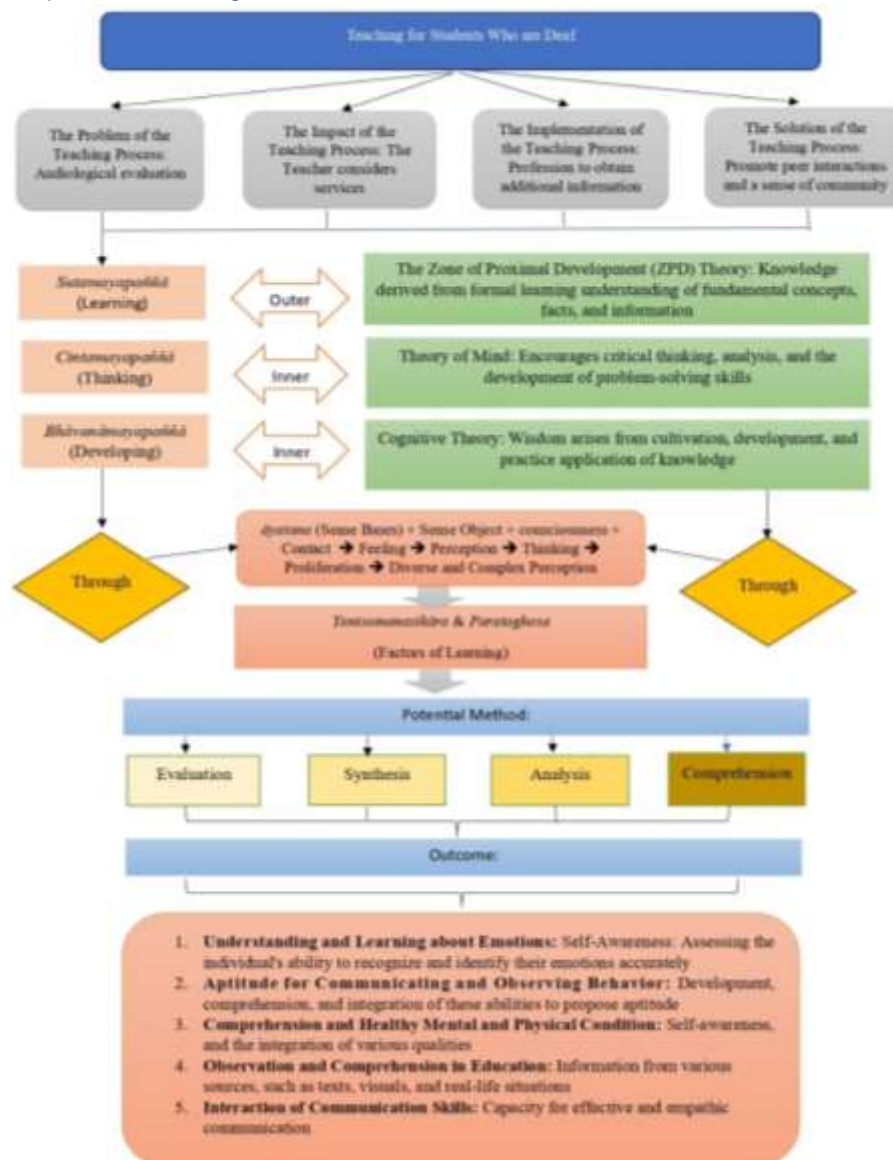 Teaching for Students Who are Deaf
The Problem of the
Teaching Process:
Audiological evaluation
The Impact of the
Teaching Process: The
Teacher considers
services
The Implementation of
the Teaching Process:
Profession to obtain
additional information
The Solution of the
Teaching Process:
Promote peer interactions
and a sense of community
Sutamayapaññā
(Learning)
Outer
The Zone of Proximal Development (ZPD) Theory: Knowledge
derived from formal learning understanding of fundamental concepts,
facts, and information
Cintamayapaññā
(Thinking)
Inner
Theory of Mind: Encourages critical thinking, analysis, and the
development of problem-solving skills
Bhāvanāmayapaññā
(Developing)
Inner
Cognitive Theory: Wisdom arises from cultivation, development, and
practice application of knowledge
Through
(Sense Bases) + Sense Object + consciousness =
Contact ➔ Feeling ➔ Perception ➔ Thinking ➔
Proliferation ➔ Diverse and Complex Perception
Through
&
(Factors of Learning)
Potential Method:
Evaluation
Synthesis
Analysis
Comprehension
Outcome:
1. Understanding and Learning about Emotions: Self-Awareness: Assessing the
individual's ability to recognize and identify their emotions accurately
2. Aptitude for Communicating and Observing Behavior: Development,
comprehension, and integration of these abilities to propose aptitude
3. Comprehension and Healthy Mental and Physical Condition: Self-awareness,
and the integration of various qualities
4. Observation and Comprehension in Education: Information from various
sources, such as texts, visuals, and real-life situations
5. Interaction of Communication Skills: Capacity for effective and empathic
communication